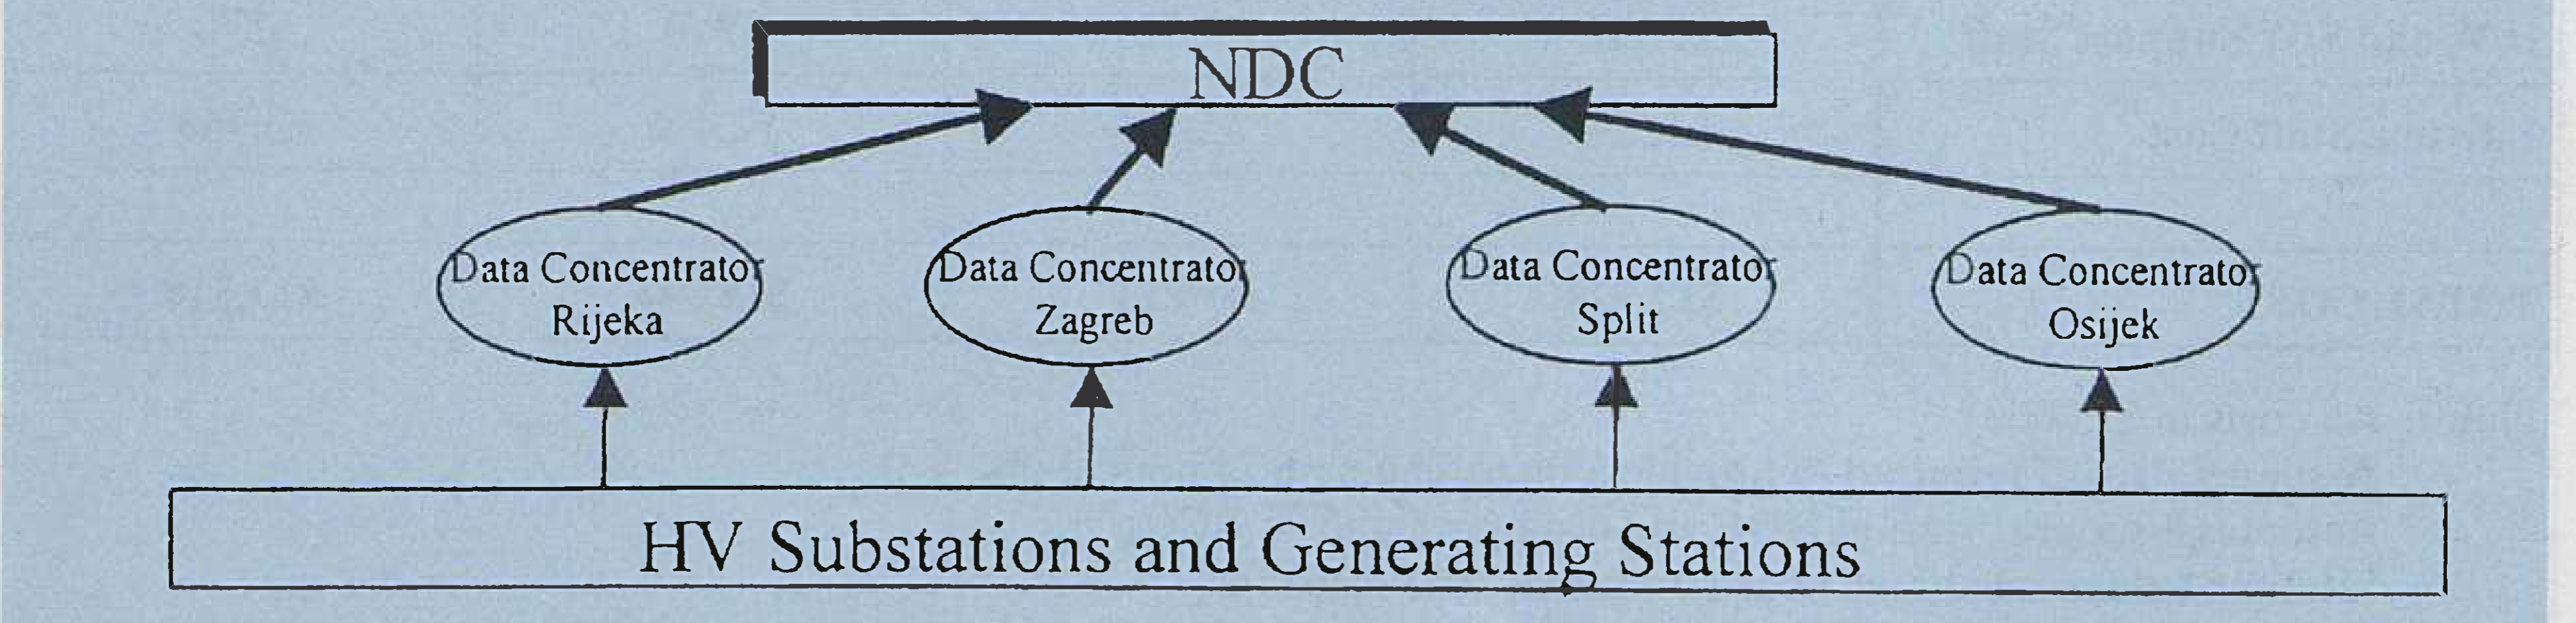 NDC
Data Concentrator
Rijeka
Data Concentrator
Zagreb
Data Concentrator
Split
Data Concentrator
Osijek
HV Substations and Generating Stations